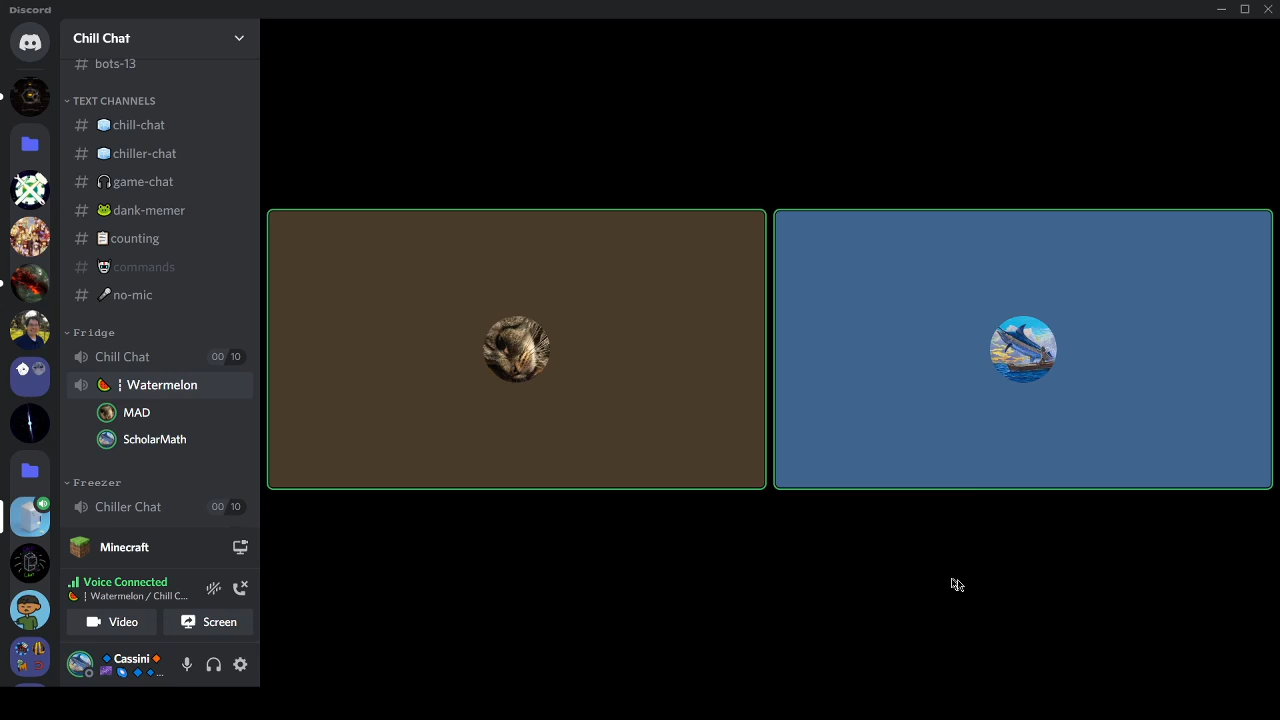 Discord
Chill Chat
bots-13
TEXT CHANNELS
chill-chat
chiller-chat
game-chat
dank-memer
counting
commands
no-mic
Fridge
Chill Chat 00 10
¦ Watermelon
MAD
ScholarMath
Freezer
Chiller Chat 00 10
Minecraft
Voice Connected
¦ Watermelon / Chill C...
Video Screen
Cassini
...